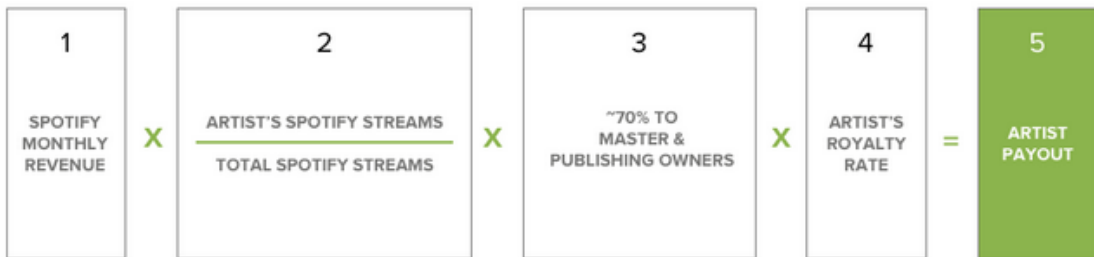 1
SPOTIFY
MONTHLY
REVENUE
X
2
ARTIST'S SPOTIFY STREAMS
TOTAL SPOTIFY STREAMS
X
3
~70% TO
MASTER &
PUBLISHING OWNERS
X
4
ARTIST'S
ROYALTY
RATE
=
5
ARTIST
PAYOUT